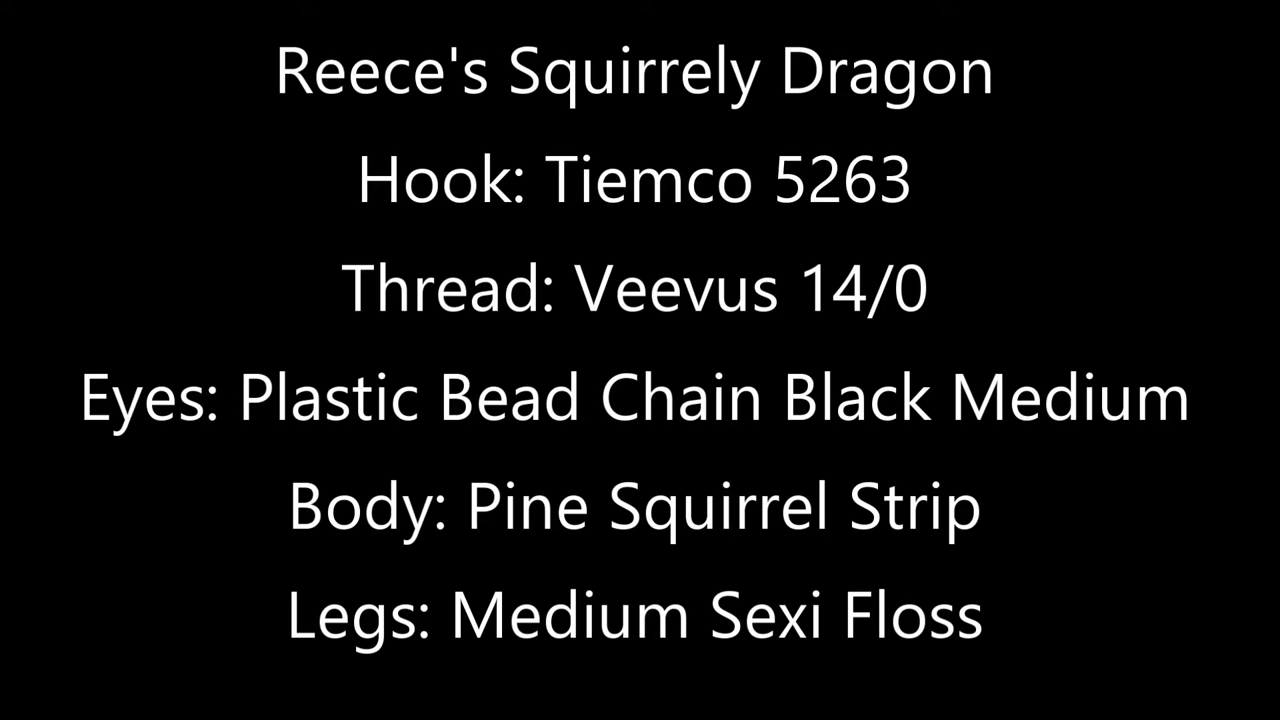 Reece's Squirrely Dragon
Hook: Tiemco 5263
Thread: Veevus 14/0
Eyes: Plastic Bead Chain Black Medium
Body: Pine Squirrel Strip
Legs: Medium Sexi Floss